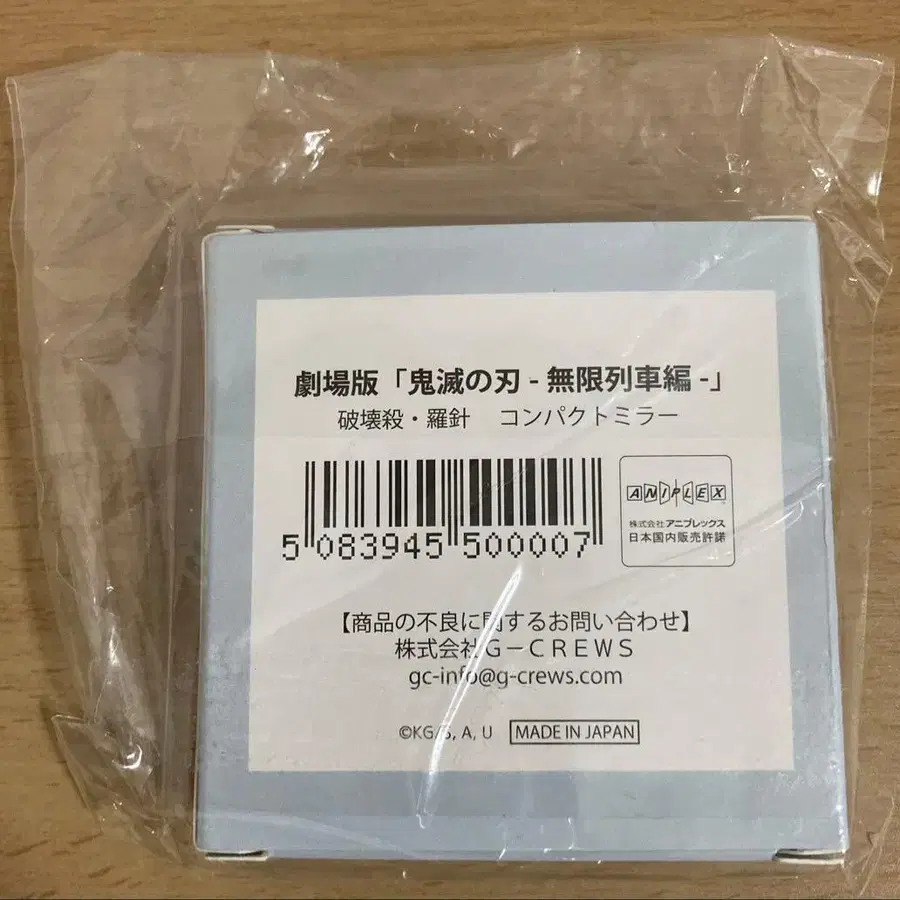 劇場版「鬼滅の刃 - 無限列車編 -」
破壊殺・羅針　コンパクトミラー
5 083945 500007
ANIPLEX
株式会社アニプレックス
日本国内販売許諾
【商品の不良に関するお問い合わせ】
株式会社G－CREWS
gc-info@g-crews.com
©KG/S, A, U
MADE IN JAPAN